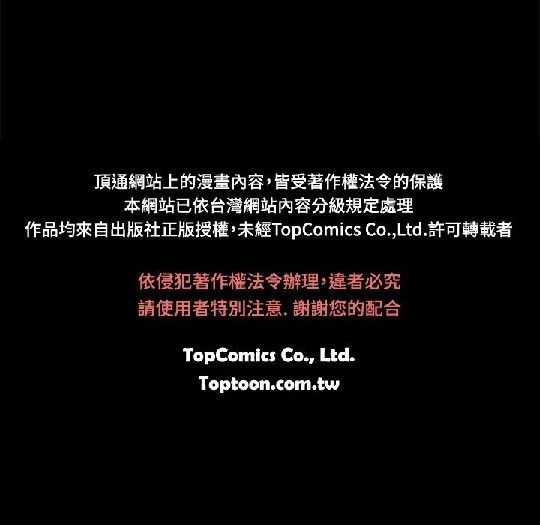 頂通網站上的漫畫內容，皆受著作權法令的保護
本網站已依台灣網站內容分級規定處理
作品均來自出版社正版授權，未經TopComics Co.,Ltd.許可轉載者
依侵犯著作權法令辦理，違者必究
請使用者特別注意. 謝謝您的配合
TopComics Co., Ltd.
Toptoon.com.tw